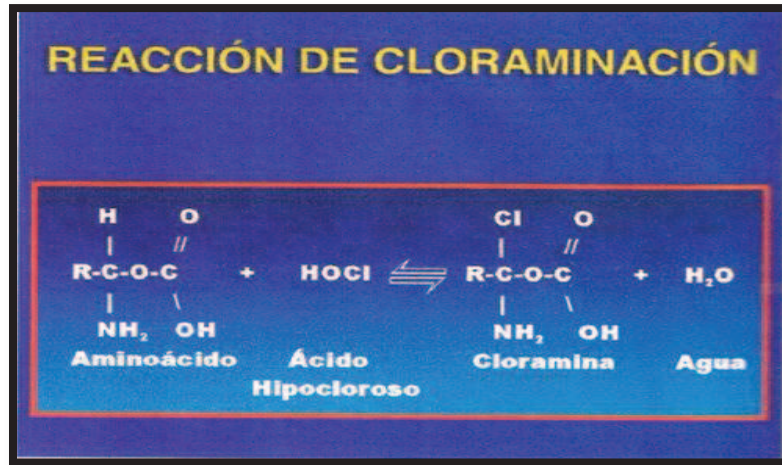 REACCIÓN DE CLORAMINACIÓN
H O Cl O
| // | //
R-C-O-C + HOCl ⇌ R-C-O-C + H₂O
| \ | \
NH₂ OH NH₂ OH
Aminoácido Ácido Cloramina Agua
Hipocloroso